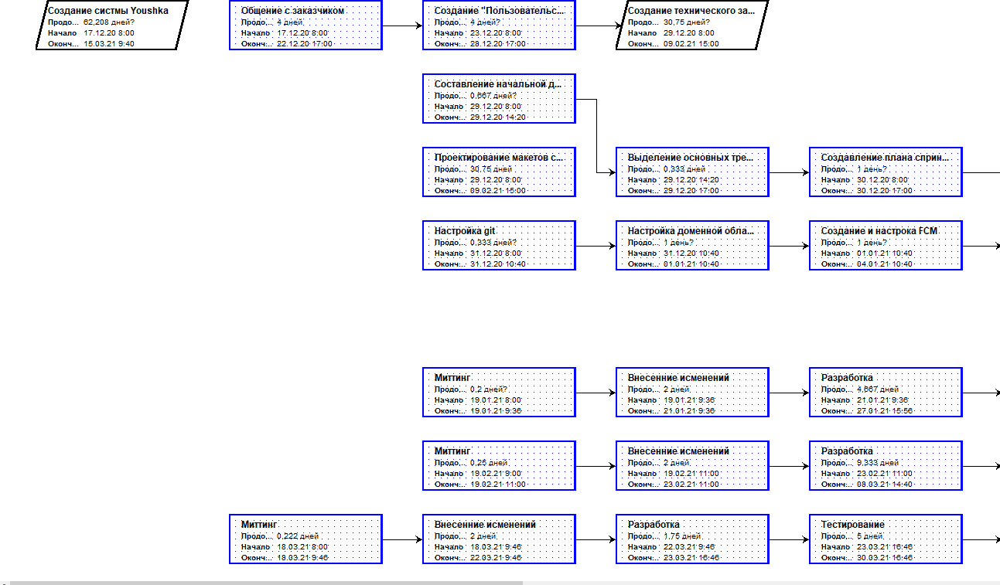 Создание систмы Youshka
Продо... 62,208 дней?
Начало 17.12.20 8:00
Оконч... 15.03.21 9:40
Общение с заказчиком
Продо... 4 дней
Начало 17.12.20 8:00
Оконч... 22.12.20 17:00
Создание "Пользовательс...
Продо... 4 дней?
Начало 23.12.20 8:00
Оконч... 28.12.20 17:00
Создание технического за...
Продо... 30,75 дней?
Начало 29.12.20 8:00
Оконч... 09.02.21 15:00
Составление начальной д...
Продо... 0,667 дней?
Начало 29.12.20 8:00
Оконч... 29.12.20 14:20
Проектирование макетов с...
Продо... 30,75 дней
Начало 29.12.20 8:00
Оконч... 09.02.21 15:00
Выделение основных тре...
Продо... 0,333 дней
Начало 29.12.20 14:20
Оконч... 29.12.20 17:00
Создавление плана сприн...
Продо... 1 день?
Начало 30.12.20 8:00
Оконч... 30.12.20 17:00
Настройка git
Продо... 0,333 дней?
Начало 31.12.20 8:00
Оконч... 31.12.20 10:40
Настройка доменной обла...
Продо... 1 день?
Начало 31.12.20 10:40
Оконч... 01.01.21 10:40
Создание и настрока FCM
Продо... 1 день?
Начало 01.01.21 10:40
Оконч... 04.01.21 10:40
Миттинг
Продо... 0,2 дней?
Начало 19.01.21 8:00
Оконч... 19.01.21 9:36
Внесенние исменений
Продо... 2 дней
Начало 19.01.21 9:36
Оконч... 21.01.21 9:36
Разработка
Продо... 4,667 дней
Начало 21.01.21 9:36
Оконч... 27.01.21 15:56
Миттинг
Продо... 0,25 дней
Начало 19.02.21 9:00
Оконч... 19.02.21 11:00
Внесенние исменений
Продо... 2 дней
Начало 19.02.21 11:00
Оконч... 23.02.21 11:00
Разработка
Продо... 9,333 дней
Начало 23.02.21 11:00
Оконч... 08.03.21 14:40
Миттинг
Продо... 0,222 дней
Начало 18.03.21 8:00
Оконч... 18.03.21 9:46
Внесенние исменений
Продо... 2 дней
Начало 18.03.21 9:46
Оконч... 22.03.21 9:46
Разработка
Продо... 1,75 дней
Начало 22.03.21 9:46
Оконч... 23.03.21 16:46
Тестирование
Продо... 5 дней
Начало 23.03.21 16:46
Оконч... 30.03.21 16:46